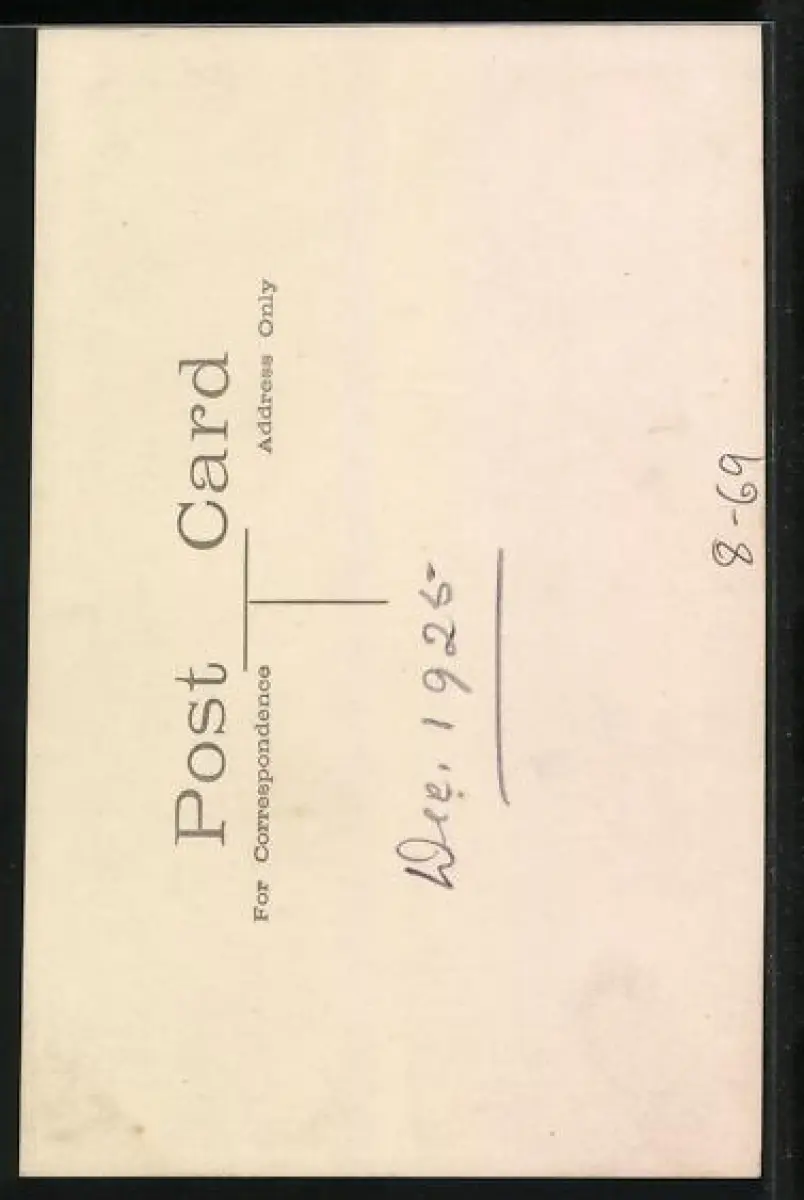 Post Card
For Correspondence
Address Only
Dec. 1925
8-69